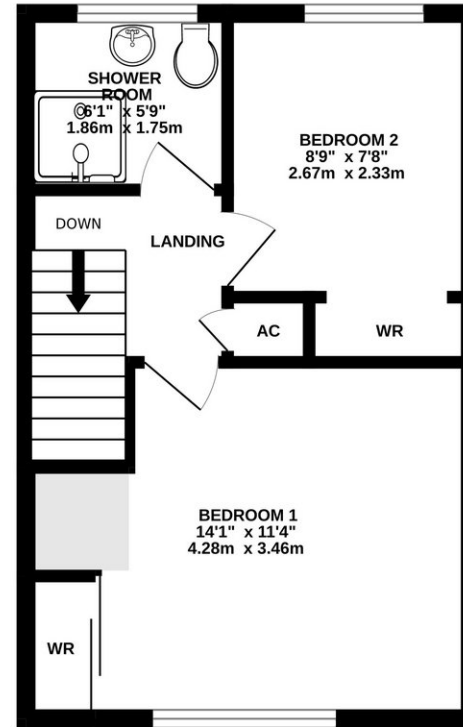 SHOWER
ROOM
6'1" x 5'9"
1.86m x 1.75m
BEDROOM 2
8'9" x 7'8"
2.67m x 2.33m
DOWN
LANDING
AC
WR
BEDROOM 1
14'1" x 11'4"
4.28m x 3.46m
WR